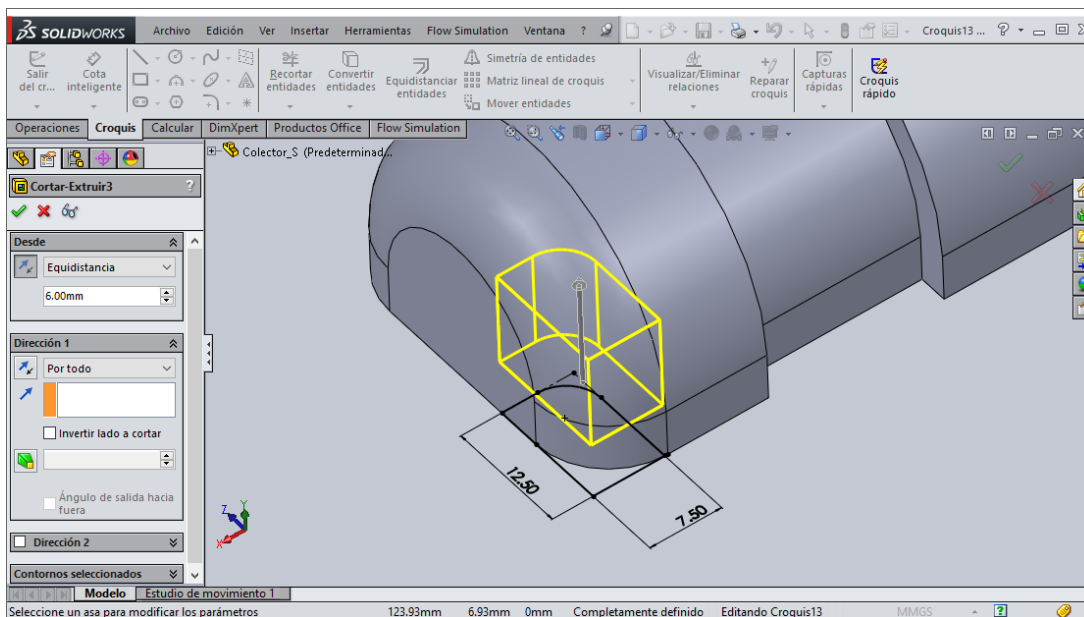 SOLIDWORKS Archivo Edición Ver Insertar Herramientas Flow Simulation Ventana ? Croquis13 ... ?
Salir del cr...
Cota inteligente
Recortar entidades
Convertir entidades
Equidistanciar entidades
Simetría de entidades
Matriz lineal de croquis
Mover entidades
Visualizar/Eliminar relaciones
Reparar croquis
Capturas rápidas
Croquis rápido
Operaciones Croquis Calcular DimXpert Productos Office Flow Simulation
Colector_S (Predeterminad...
Cortar-Extruir3 ?
Desde
Equidistancia
6.00mm
Dirección 1
Por todo
Invertir lado a cortar
Ángulo de salida hacia fuera
Dirección 2
Contornos seleccionados
12.50
7.50
Z Y X
Modelo Estudio de movimiento 1
Seleccione un asa para modificar los parámetros 123.93mm 6.93mm 0mm Completamente definido Editando Croquis13 MMGS ?